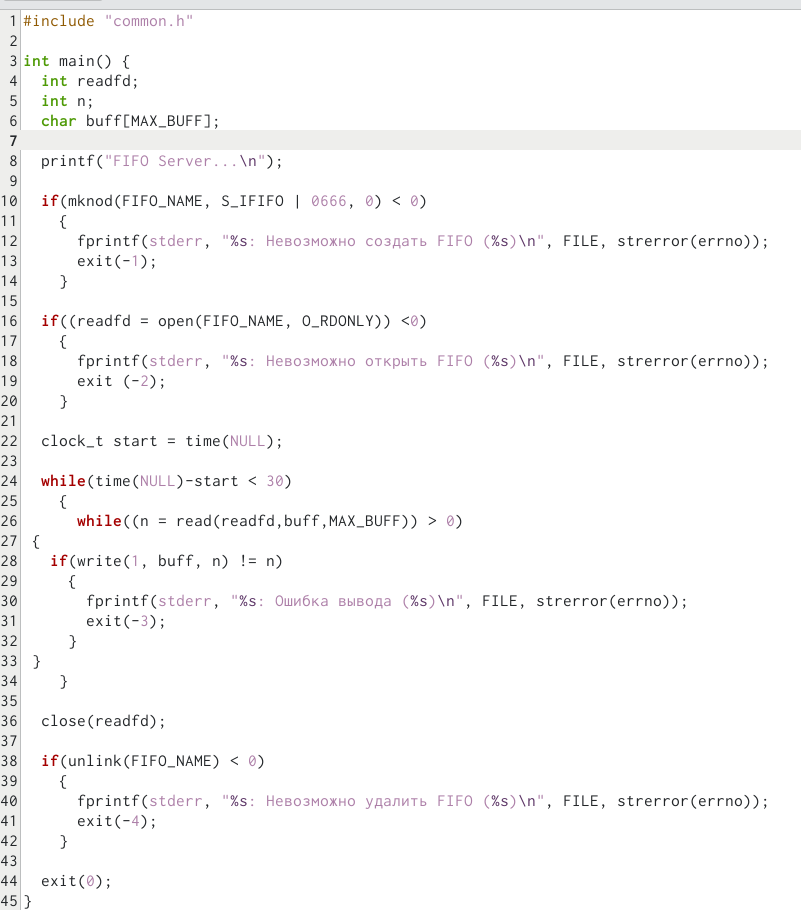 1 #include "common.h"
2
3 int main() {
4   int readfd;
5   int n;
6   char buff[MAX_BUFF];
7
8   printf("FIFO Server...\n");
9
10   if(mknod(FIFO_NAME, S_IFIFO | 0666, 0) < 0)
11     {
12       fprintf(stderr, "%s: Невозможно создать FIFO (%s)\n", FILE, strerror(errno));
13       exit(-1);
14     }
15
16   if((readfd = open(FIFO_NAME, O_RDONLY)) <0)
17     {
18       fprintf(stderr, "%s: Невозможно открыть FIFO (%s)\n", FILE, strerror(errno));
19       exit (-2);
20     }
21
22   clock_t start = time(NULL);
23
24   while(time(NULL)-start < 30)
25     {
26       while((n = read(readfd,buff,MAX_BUFF)) > 0)
27  {
28    if(write(1, buff, n) != n)
29      {
30        fprintf(stderr, "%s: Ошибка вывода (%s)\n", FILE, strerror(errno));
31        exit(-3);
32      }
33  }
34     }
35
36   close(readfd);
37
38   if(unlink(FIFO_NAME) < 0)
39     {
40       fprintf(stderr, "%s: Невозможно удалить FIFO (%s)\n", FILE, strerror(errno));
41       exit(-4);
42     }
43
44   exit(0);
45 }